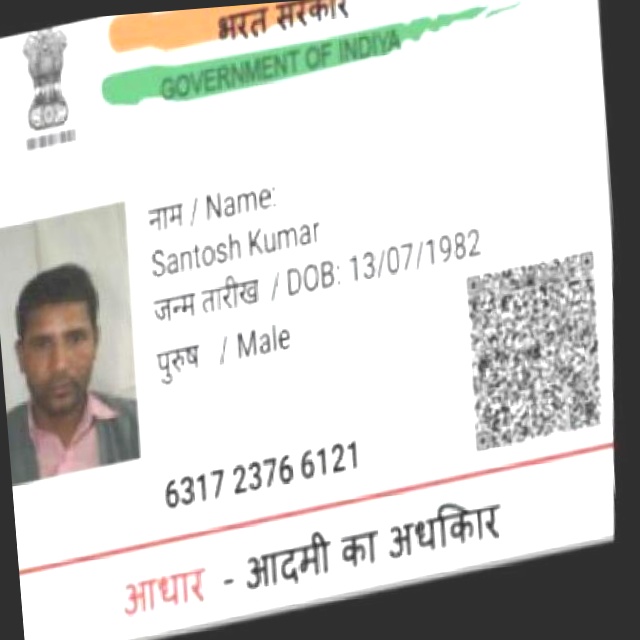 भरत सरकार
GOVERNMENT OF INDIYA
नाम / Name:
Santosh Kumar
जन्म तारीख / DOB: 13/07/1982
पुरुष / Male
6317 2376 6121
आधार - आदमी का अधकिार